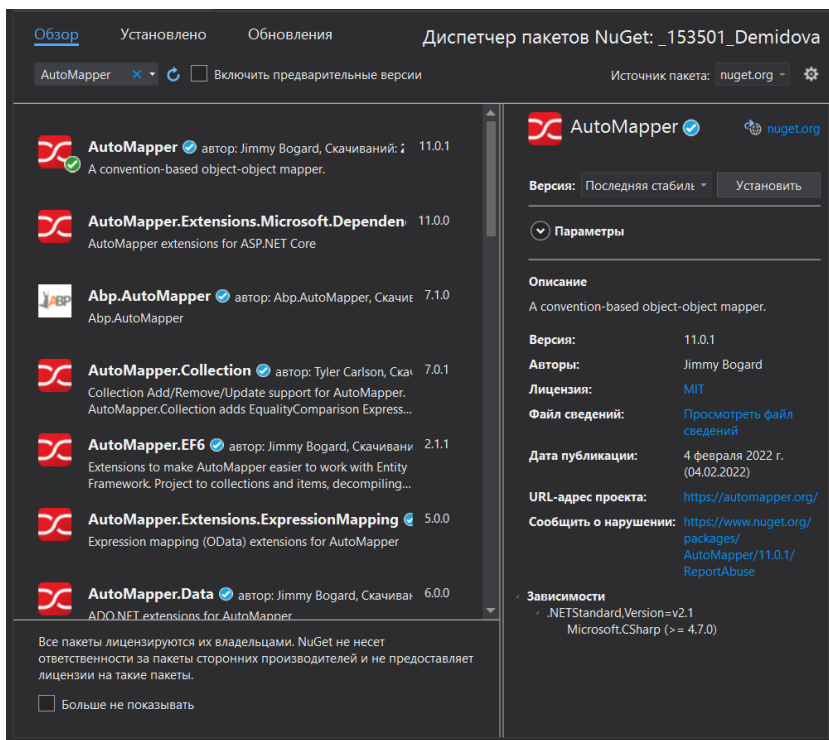 Обзор Установлено Обновления
Диспетчер пакетов NuGet: _153501_Demidova
AutoMapper
Включить предварительные версии
Источник пакета: nuget.org
AutoMapper автор: Jimmy Bogard, Скачиваний: 11.0.1
A convention-based object-object mapper.
AutoMapper.Extensions.Microsoft.Dependen 11.0.0
AutoMapper extensions for ASP.NET Core
ABP
Abp.AutoMapper автор: Abp.AutoMapper, Скачив 7.1.0
Abp.AutoMapper
AutoMapper.Collection автор: Tyler Carlson, Скач 7.0.1
Collection Add/Remove/Update support for AutoMapper.
AutoMapper.Collection adds EqualityComparison Express...
AutoMapper.EF6 автор: Jimmy Bogard, Скачивани 2.1.1
Extensions to make AutoMapper easier to work with Entity
Framework. Project to collections and items, decompiling...
AutoMapper.Extensions.ExpressionMapping 5.0.0
Expression mapping (OData) extensions for AutoMapper
AutoMapper.Data автор: Jimmy Bogard, Скачиван 6.0.0
ADO.NET extensions for AutoMapper
Все пакеты лицензируются их владельцами. NuGet не несет
ответственности за пакеты сторонних производителей и не предоставляет
лицензии на такие пакеты.
Больше не показывать
AutoMapper nuget.org
Версия: Последняя стабиль Установить
Параметры
Описание
A convention-based object-object mapper.
Версия: 11.0.1
Авторы: Jimmy Bogard
Лицензия: MIT
Файл сведений: Просмотреть файл
сведений
Дата публикации: 4 февраля 2022 г.
(04.02.2022)
URL-адрес проекта: https://automapper.org/
Сообщить о нарушении: https://www.nuget.org/
packages/
AutoMapper/11.0.1/
ReportAbuse
Зависимости
.NETStandard,Version=v2.1
Microsoft.CSharp (>= 4.7.0)